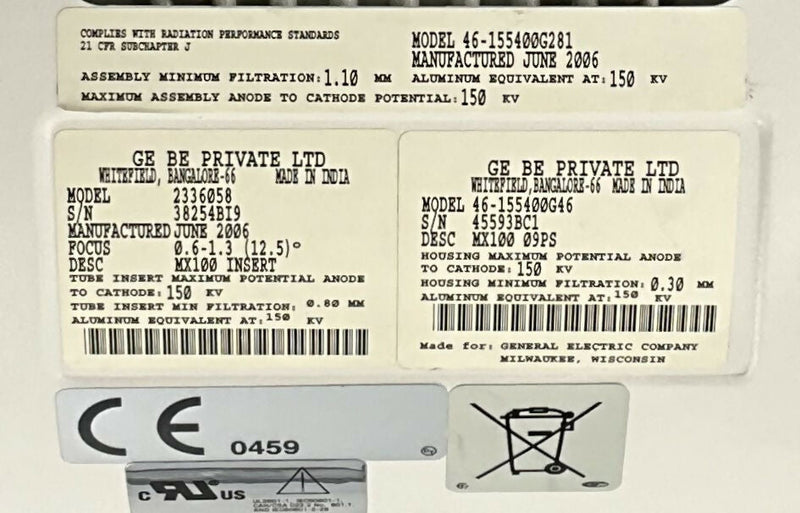 COMPLIES WITH RADIATION PERFORMANCE STANDARDS
21 CFR SUBCHAPTER J
MODEL 46-155400G281
MANUFACTURED JUNE 2006
ASSEMBLY MINIMUM FILTRATION: 1.10 MM ALUMINUM EQUIVALENT AT: 150 KV
MAXIMUM ASSEMBLY ANODE TO CATHODE POTENTIAL: 150 KV
GE BE PRIVATE LTD
WHITEFIELD, BANGALORE-66 MADE IN INDIA
MODEL 2336058
S/N 38254BI9
MANUFACTURED JUNE 2006
FOCUS 0.6-1.3 (12.5)°
DESC MX100 INSERT
TUBE INSERT MAXIMUM POTENTIAL ANODE
TO CATHODE: 150 KV
TUBE INSERT MIN FILTRATION: 0.80 MM
ALUMINUM EQUIVALENT AT: 150 KV
GE BE PRIVATE LTD
WHITEFIELD, BANGALORE-66 MADE IN INDIA
MODEL 46-155400G46
S/N 45593BC1
DESC MX100 09PS
HOUSING MAXIMUM POTENTIAL ANODE
TO CATHODE: 150 KV
HOUSING MINIMUM FILTRATION: 0.30 MM
ALUMINUM EQUIVALENT AT: 150 KV
Made for: GENERAL ELECTRIC COMPANY
MILWAUKEE, WISCONSIN
CE 0459
c RU US